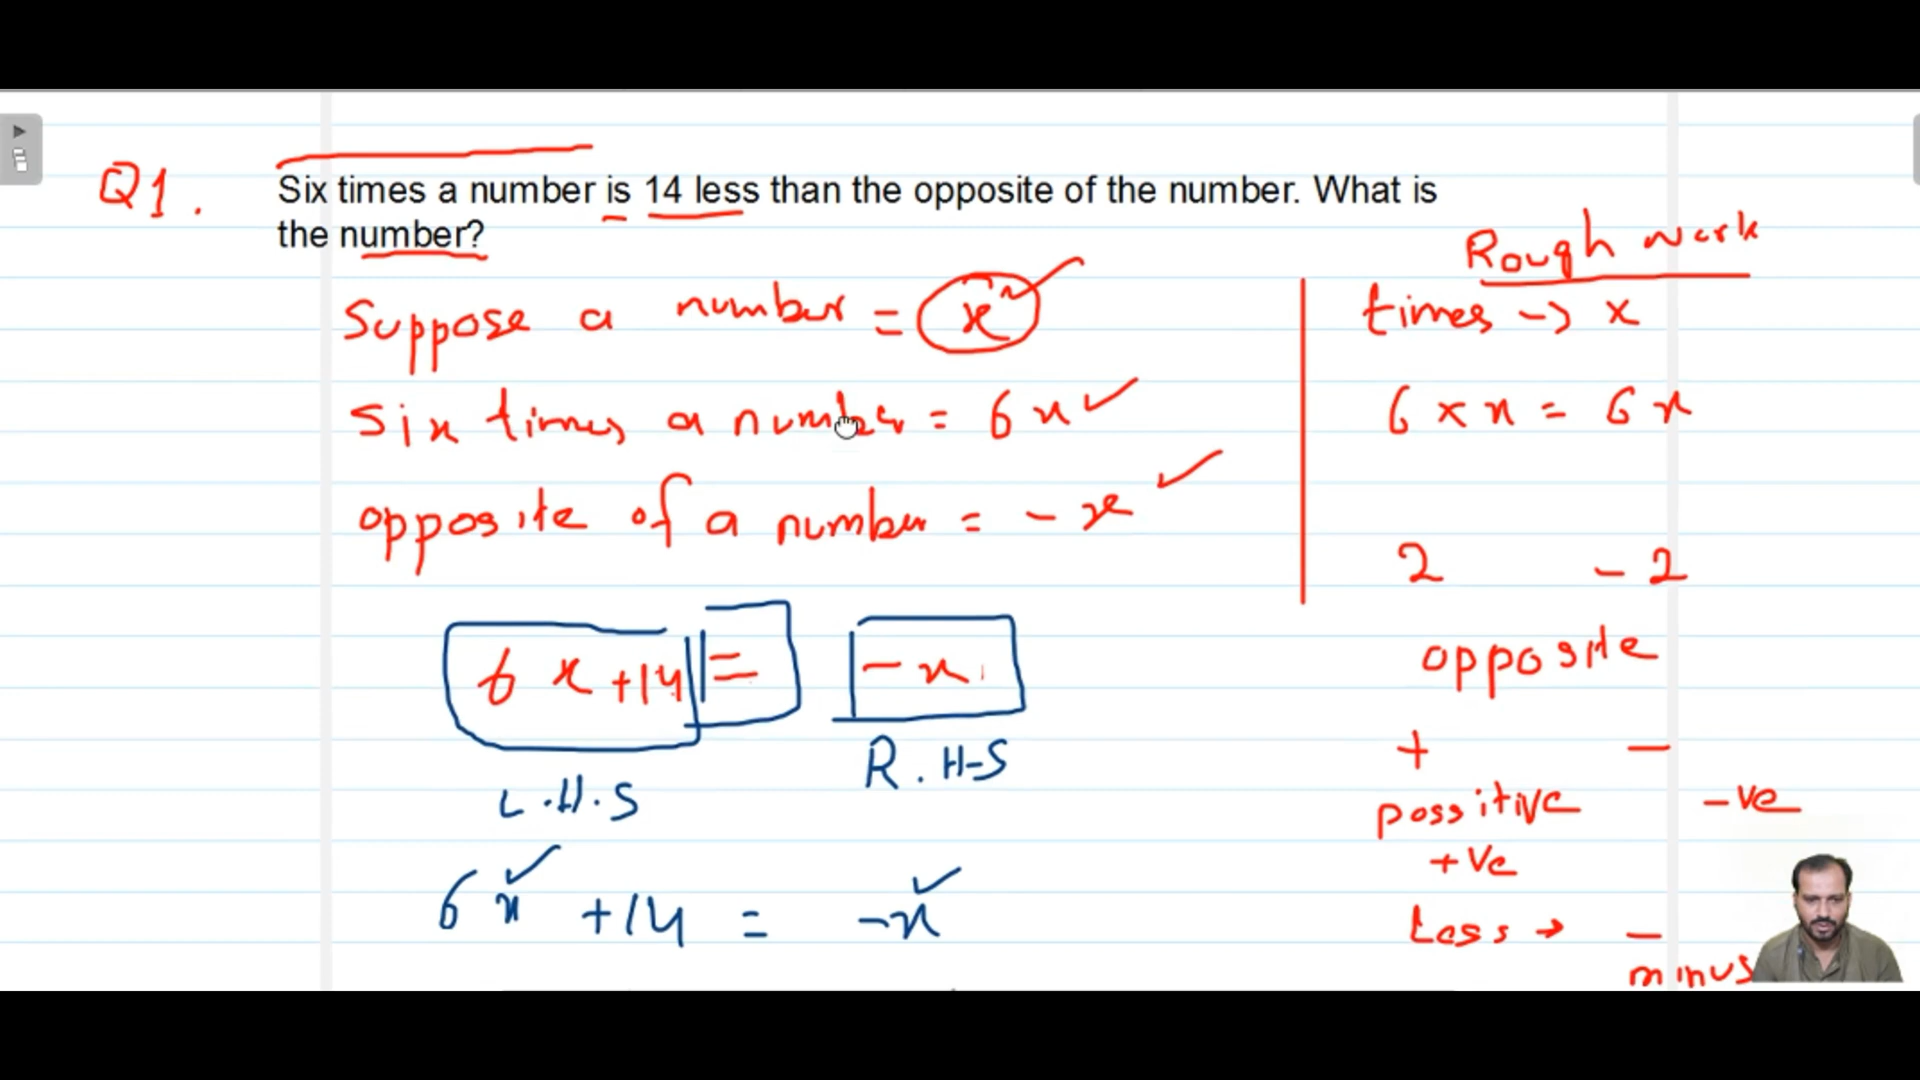 Q1. Six times a number is 14 less than the opposite of the number. What is
the number?
Suppose a number = x
Six times a number = 6x
opposite of a number = -x
6x+14 = -x
L.H.S R.H-S
6x +14 = -x
Rough work
times -> x
6 x x = 6x
2 -2
opposite
+ -
possitive -ve
+ve
Less -> -
minus